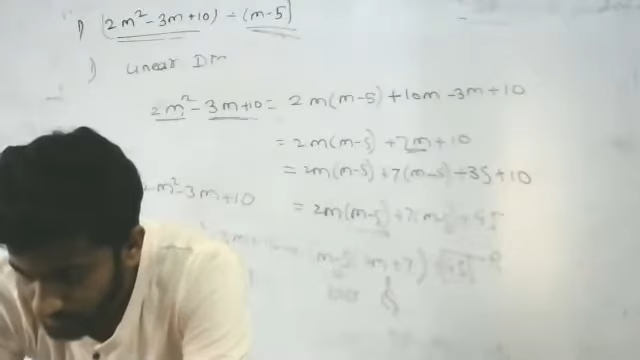 1) (2m² - 3m + 10) ÷ (m - 5)
) Linear DM
2m² - 3m + 10 = 2m(m-5) + 10m - 3m + 10
= 2m(m-5) + 7m + 10
= 2m(m-5) + 7(m-5) + 35 + 10
m² - 3m + 10
= 2m(m-5) + 7(m-5) + 45